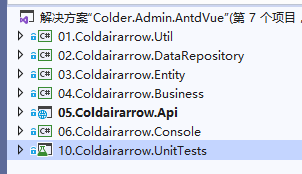 解决方案"Colder.Admin.AntdVue"(第 7 个项目，
01.Coldairarrow.Util
02.Coldairarrow.DataRepository
03.Coldairarrow.Entity
04.Coldairarrow.Business
05.Coldairarrow.Api
06.Coldairarrow.Console
10.Coldairarrow.UnitTests